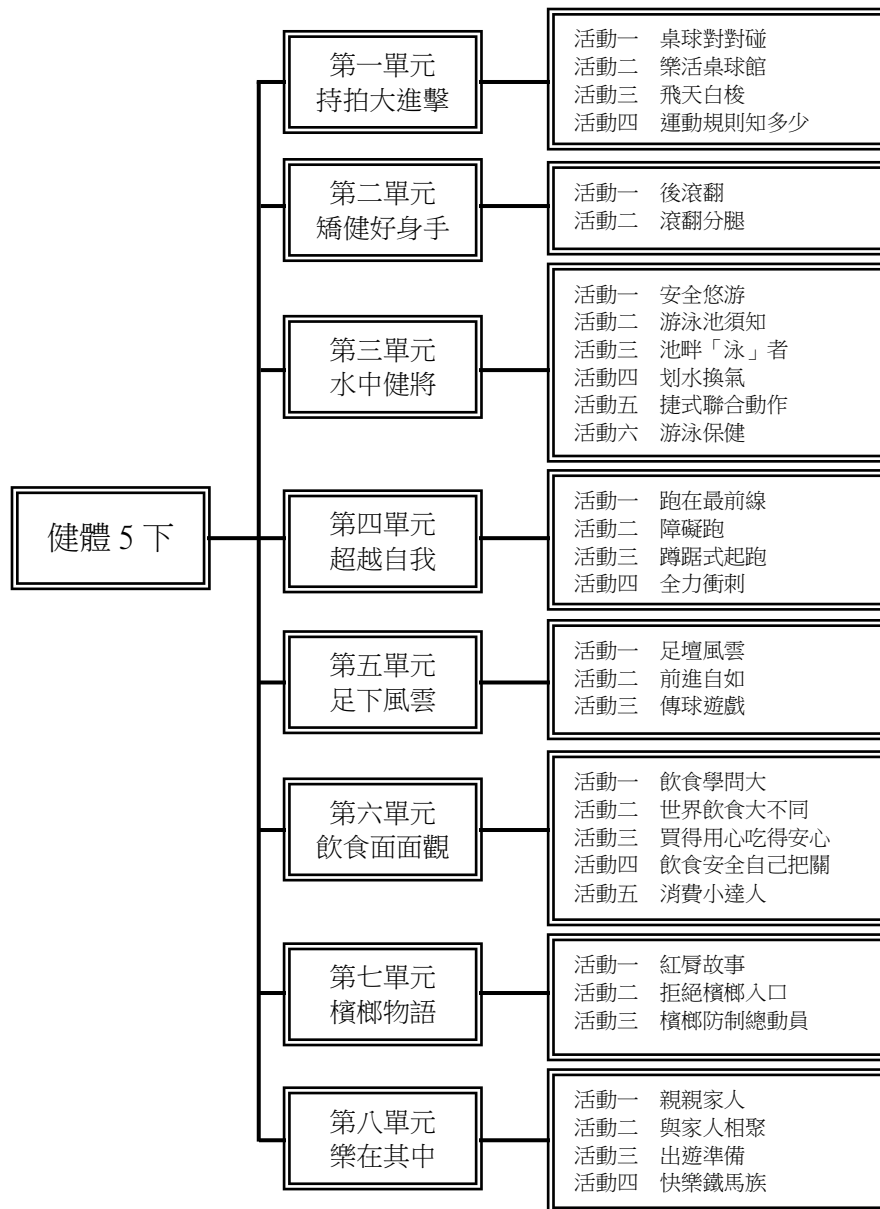 健體 5 下
第一單元
持拍大進擊
活動一　桌球對對碰
活動二　樂活桌球館
活動三　飛天白梭
活動四　運動規則知多少
第二單元
矯健好身手
活動一　後滾翻
活動二　滾翻分腿
第三單元
水中健將
活動一　安全悠游
活動二　游泳池須知
活動三　池畔「泳」者
活動四　划水換氣
活動五　捷式聯合動作
活動六　游泳保健
第四單元
超越自我
活動一　跑在最前線
活動二　障礙跑
活動三　蹲踞式起跑
活動四　全力衝刺
第五單元
足下風雲
活動一　足壇風雲
活動二　前進自如
活動三　傳球遊戲
第六單元
飲食面面觀
活動一　飲食學問大
活動二　世界飲食大不同
活動三　買得用心吃得安心
活動四　飲食安全自己把關
活動五　消費小達人
第七單元
檳榔物語
活動一　紅脣故事
活動二　拒絕檳榔入口
活動三　檳榔防制總動員
第八單元
樂在其中
活動一　親親家人
活動二　與家人相聚
活動三　出遊準備
活動四　快樂鐵馬族